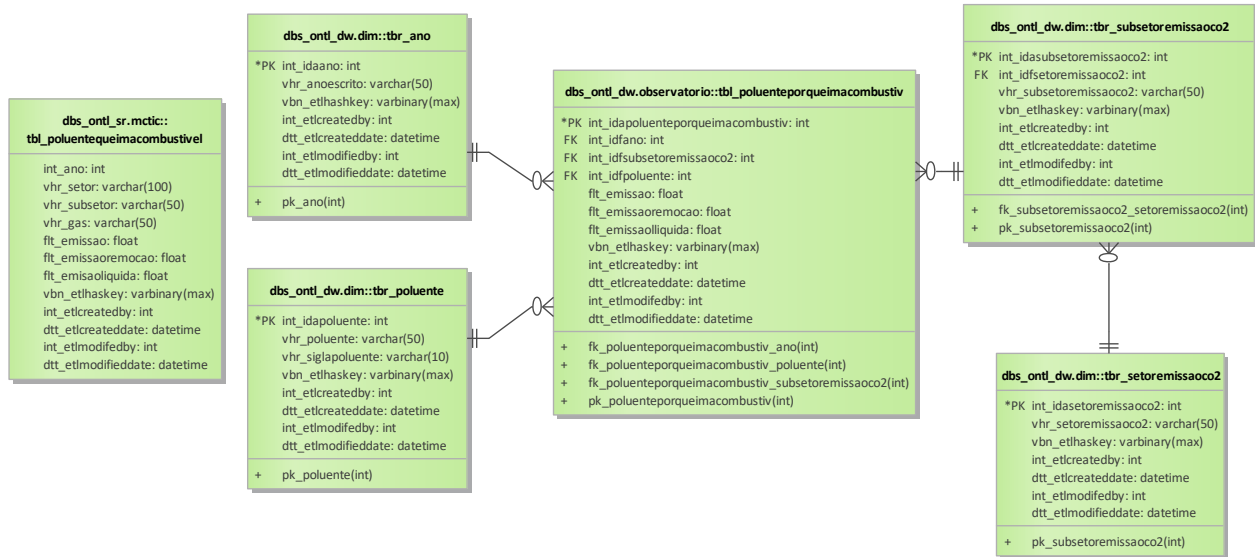 dbs_ontl_sr.mctic::
tbl_poluentequeimacombustivel
int_ano: int
vhr_setor: varchar(100)
vhr_subsetor: varchar(50)
vhr_gas: varchar(50)
flt_emissao: float
flt_emissaoremocao: float
flt_emisaoliquida: float
vbn_etlhaskey: varbinary(max)
int_etlcreatedby: int
dtt_etlcreateddate: datetime
int_etlmodifedby: int
dtt_etlmodifieddate: datetime
dbs_ontl_dw.dim::tbr_ano
*PK int_idaano: int
vhr_anoescrito: varchar(50)
vbn_etlhashkey: varbinary(max)
int_etlcreatedby: int
dtt_etlcreateddate: datetime
int_etlmodifiedby: int
dtt_etlmodifieddate: datetime
+ pk_ano(int)
dbs_ontl_dw.dim::tbr_poluente
*PK int_idapoluente: int
vhr_poluente: varchar(50)
vhr_siglapoluente: varchar(10)
vbn_etlhaskey: varbinary(max)
int_etlcreatedby: int
dtt_etlcreateddate: datetime
int_etlmodifedby: int
dtt_etlmodifieddate: datetime
+ pk_poluente(int)
dbs_ontl_dw.observatorio::tbl_poluenteporqueimacombustiv
*PK int_idapoluenteporqueimacombustiv: int
FK int_idfano: int
FK int_idfsubsetoremissaoco2: int
FK int_idfpoluente: int
flt_emissao: float
flt_emissaoremocao: float
flt_emissaolliquida: float
vbn_etlhaskey: varbinary(max)
int_etlcreatedby: int
dtt_etlcreateddate: datetime
int_etlmodifedby: int
dtt_etlmodifieddate: datetime
+ fk_poluenteporqueimacombustiv_ano(int)
+ fk_poluenteporqueimacombustiv_poluente(int)
+ fk_poluenteporqueimacombustiv_subsetoremissaoco2(int)
+ pk_poluenteporqueimacombustiv(int)
dbs_ontl_dw.dim::tbr_subsetoremissaoco2
*PK int_idasubsetoremissaoco2: int
FK int_idfsetoremissaoco2: int
vhr_subsetoremissaoco2: varchar(50)
vbn_etlhaskey: varbinary(max)
int_etlcreatedby: int
dtt_etlcreateddate: datetime
int_etlmodifedby: int
dtt_etlmodifieddate: datetime
+ fk_subsetoremissaoco2_setoremissaoco2(int)
+ pk_subsetoremissaoco2(int)
dbs_ontl_dw.dim::tbr_setoremissaoco2
*PK int_idasetoremissaoco2: int
vhr_setoremissaoco2: varchar(50)
vbn_etlhaskey: varbinary(max)
int_etlcreatedby: int
dtt_etlcreateddate: datetime
int_etlmodifedby: int
dtt_etlmodifieddate: datetime
+ pk_subsetoremissaoco2(int)